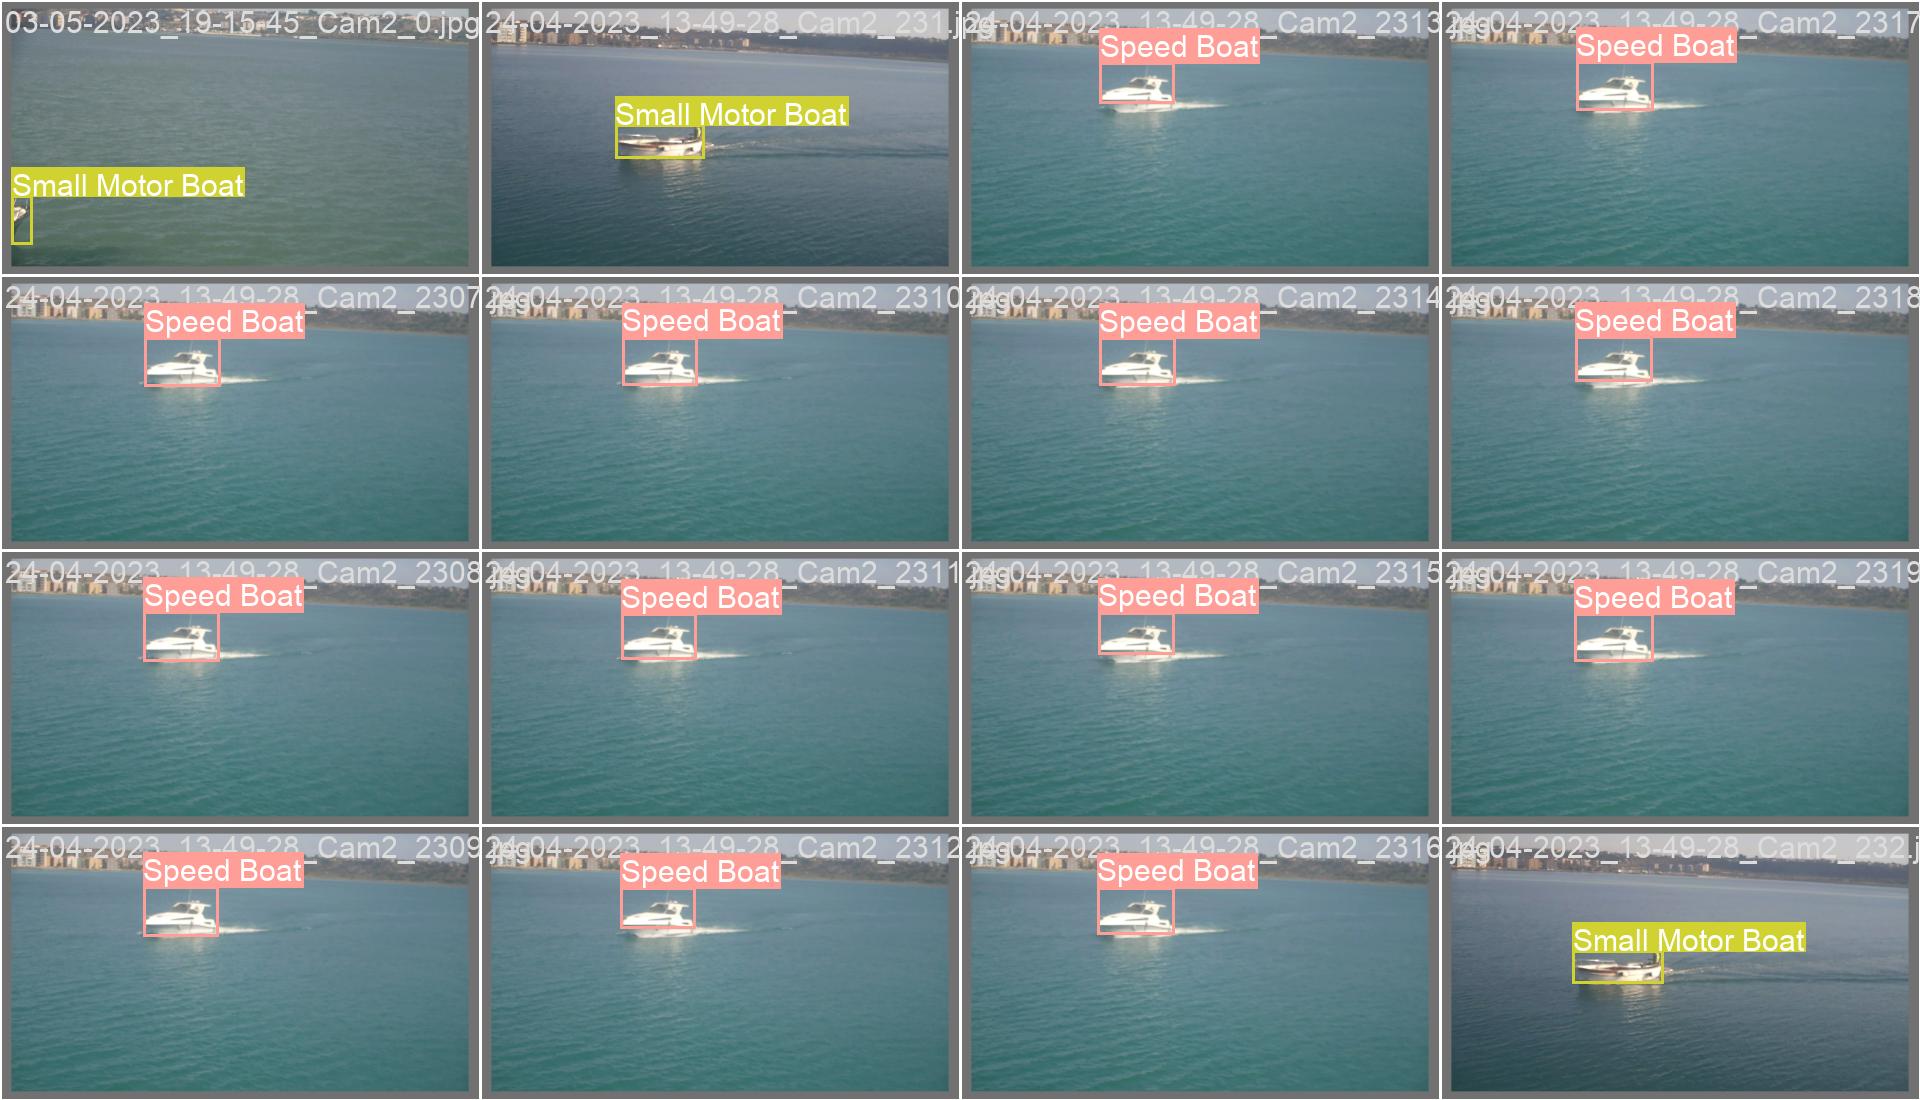 03-05-2023_19-15-45_Cam2_0.jpg
Small Motor Boat
24-04-2023_13-49-28_Cam2_231.jpg
Small Motor Boat
24-04-2023_13-49-28_Cam2_2313.jpg
Speed Boat
24-04-2023_13-49-28_Cam2_2317
Speed Boat
24-04-2023_13-49-28_Cam2_2307.jpg
Speed Boat
24-04-2023_13-49-28_Cam2_2310.jpg
Speed Boat
24-04-2023_13-49-28_Cam2_2314.jpg
Speed Boat
24-04-2023_13-49-28_Cam2_2318
Speed Boat
24-04-2023_13-49-28_Cam2_2308.jpg
Speed Boat
24-04-2023_13-49-28_Cam2_2311.jpg
Speed Boat
24-04-2023_13-49-28_Cam2_2315.jpg
Speed Boat
24-04-2023_13-49-28_Cam2_2319
Speed Boat
24-04-2023_13-49-28_Cam2_2309.jpg
Speed Boat
24-04-2023_13-49-28_Cam2_2312.jpg
Speed Boat
24-04-2023_13-49-28_Cam2_2316.jpg
Speed Boat
24-04-2023_13-49-28_Cam2_232.j
Small Motor Boat